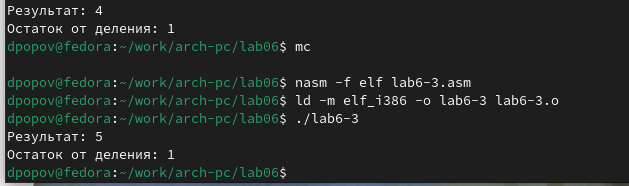 Результат: 4
Остаток от деления: 1
dpopov@fedora:~/work/arch-pc/lab06$ mc
dpopov@fedora:~/work/arch-pc/lab06$ nasm -f elf lab6-3.asm
dpopov@fedora:~/work/arch-pc/lab06$ ld -m elf_i386 -o lab6-3 lab6-3.o
dpopov@fedora:~/work/arch-pc/lab06$ ./lab6-3
Результат: 5
Остаток от деления: 1
dpopov@fedora:~/work/arch-pc/lab06$